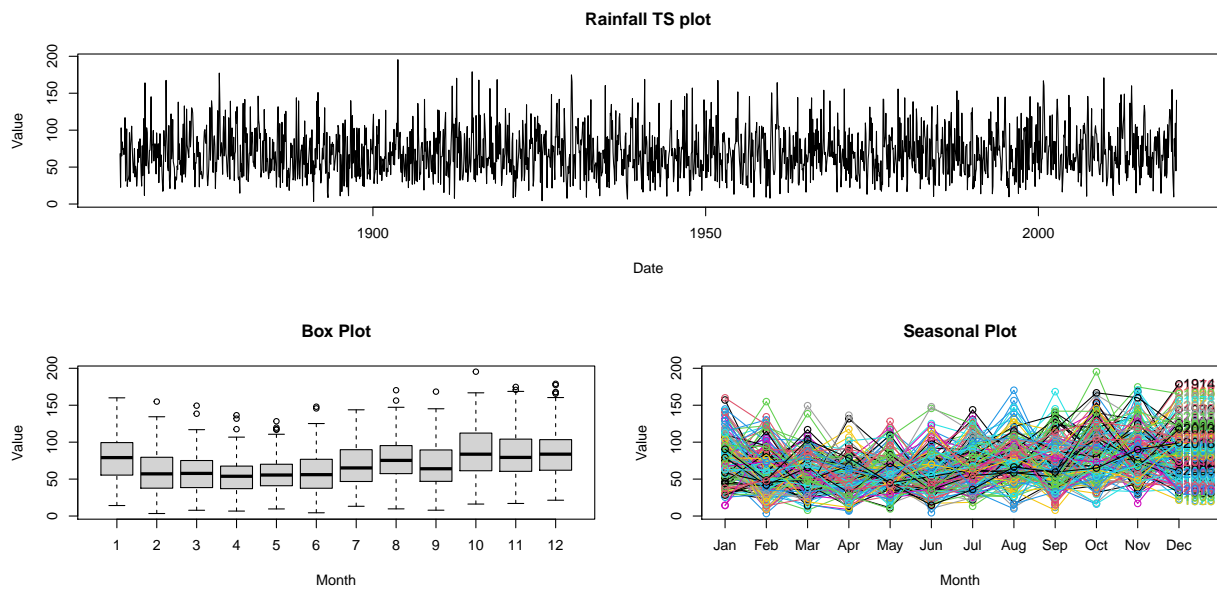 Rainfall TS plot
200
150
100
50
0
Value
1900 1950 2000
Date
Box Plot
200
150
100
50
0
Value
1 2 3 4 5 6 7 8 9 10 11 12
Month
Seasonal Plot
200
150
100
50
0
Value
1914
Jan Feb Mar Apr May Jun Jul Aug Sep Oct Nov Dec
Month